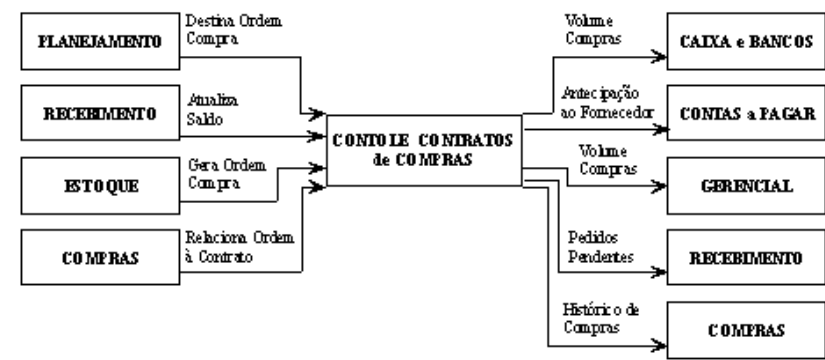 PLANEJAMENTO
Destina Ordem
Compra
RECEBIMENTO
Atualiza
Saldo
ESTOQUE
Gera Ordem
Compra
COMPRAS
Relaciona Ordem
à Contrato
CONTOLE CONTRATOS
de COMPRAS
Volume
Compras
CAIXA e BANCOS
Antecipação
ao Fornecedor
CONTAS a PAGAR
Volume
Compras
GERENCIAL
Pedidos
Pendentes
RECEBIMENTO
Histórico de
Compras
COMPRAS